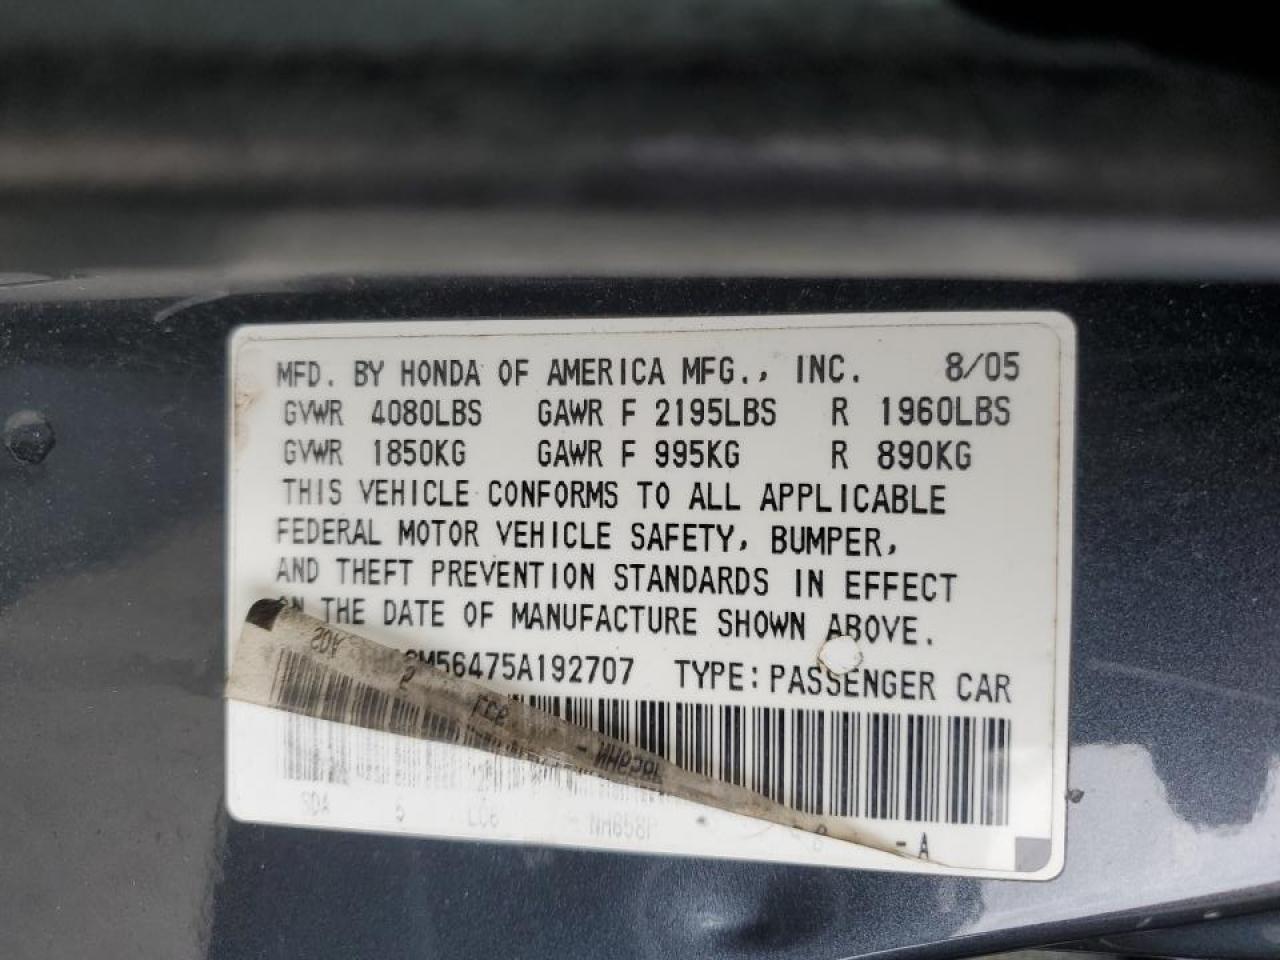 MFD. BY HONDA OF AMERICA MFG., INC. 8/05
GVWR 4080LBS GAWR F 2195LBS R 1960LBS
GVWR 1850KG GAWR F 995KG R 890KG
THIS VEHICLE CONFORMS TO ALL APPLICABLE
FEDERAL MOTOR VEHICLE SAFETY, BUMPER,
AND THEFT PREVENTION STANDARDS IN EFFECT
ON THE DATE OF MANUFACTURE SHOWN ABOVE.
M56475A192707 TYPE: PASSENGER CAR
SDA 5 LC6 - NH658P B - A